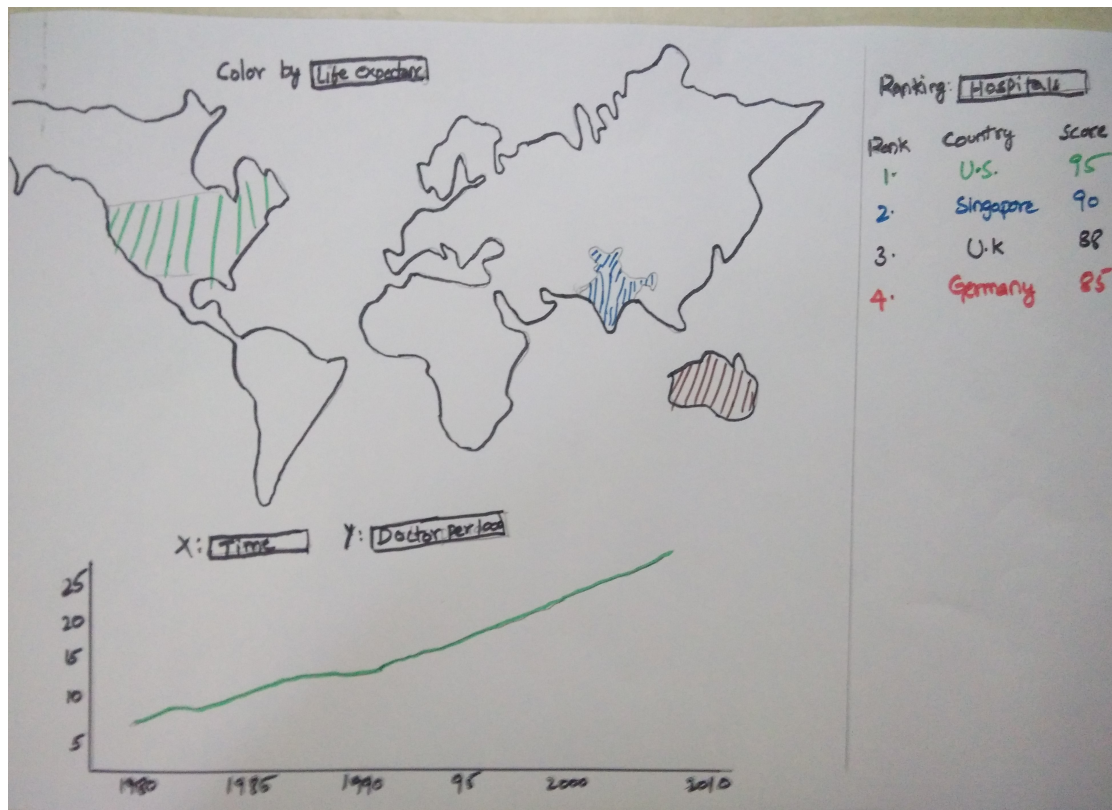 Color by Life expectanc
Ranking: Hospitals
Rank Country Score
1. U.S. 95
2. Singapore 90
3. U.K 88
4. Germany 85
X: Time Y: Doctor per 1000
25
20
15
10
5
1980 1985 1990 95 2000 2010